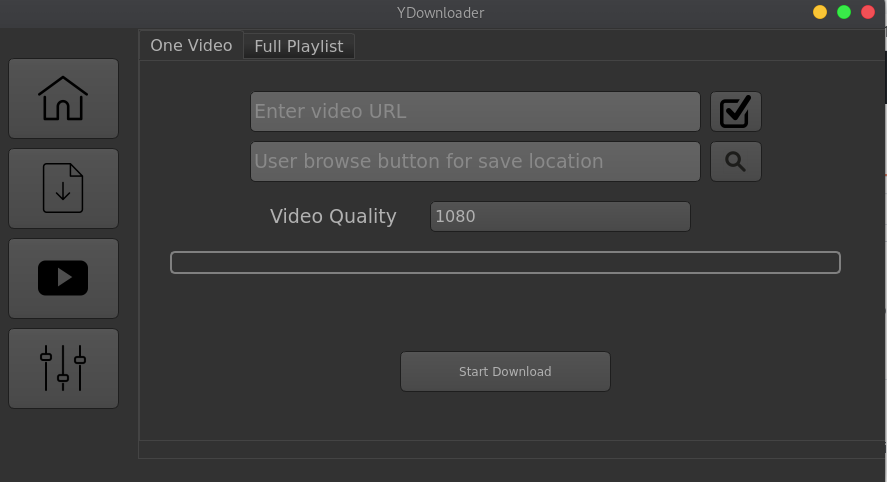 YDownloader
One Video
Full Playlist
Enter video URL
User browse button for save location
Video Quality
1080
Start Download